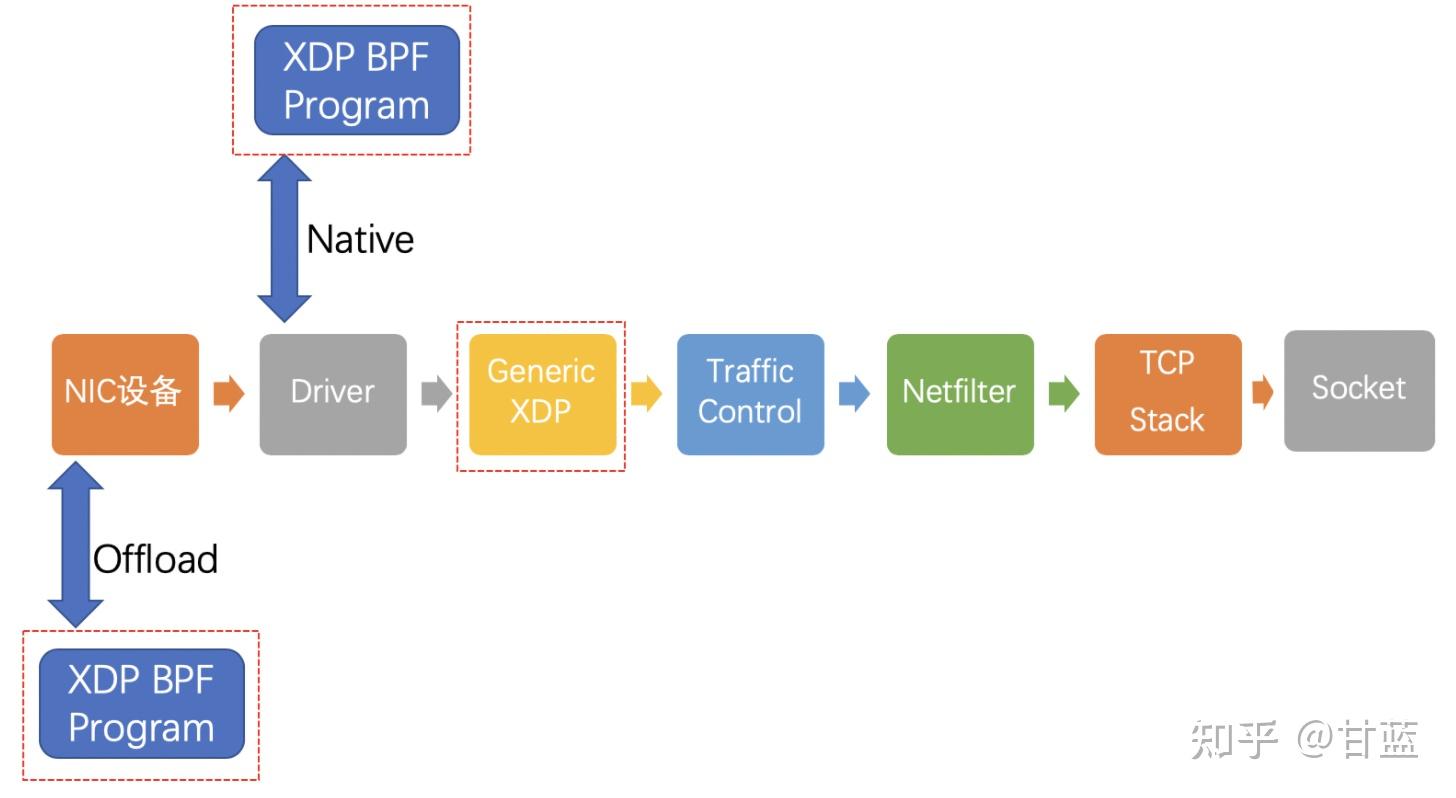 XDP BPF
Program
Native
NIC设备
Driver
Generic
XDP
Traffic
Control
Netfilter
TCP
Stack
Socket
Offload
XDP BPF
Program
知乎 @甘蓝